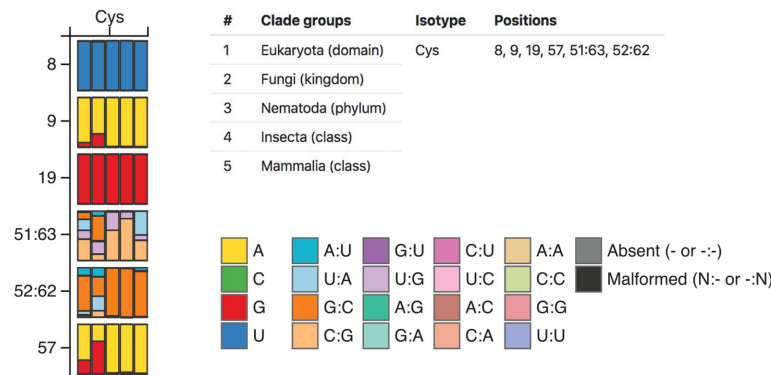 Cys
8
9
19
51:63
52:62
57
# Clade groups Isotype Positions
1 Eukaryota (domain) Cys 8, 9, 19, 57, 51:63, 52:62
2 Fungi (kingdom)
3 Nematoda (phylum)
4 Insecta (class)
5 Mammalia (class)
A A:U G:U C:U A:A Absent (- or -:-)
C U:A U:G U:C C:C Malformed (N:- or -:N)
G G:C A:G A:C G:G
U C:G G:A C:A U:U